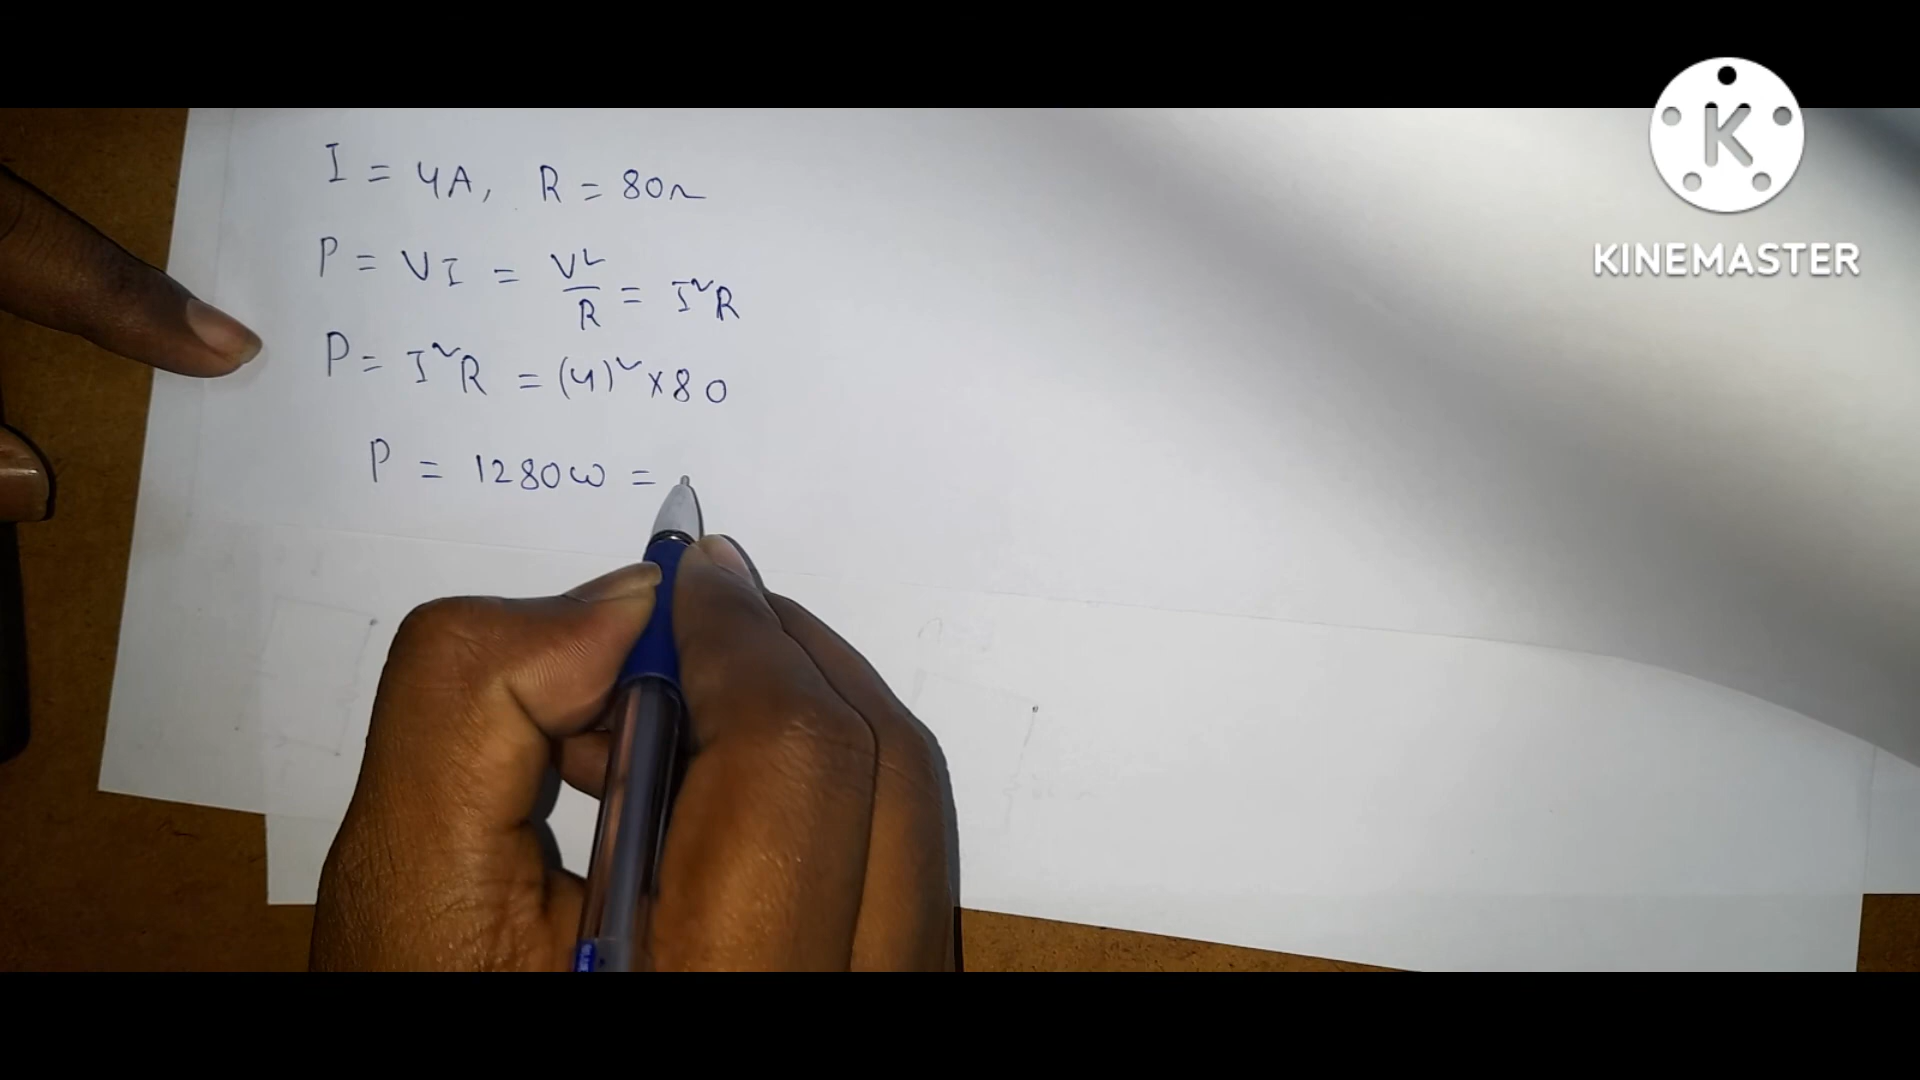 I = 4A, R = 80Ω
P = VI = V²/R = I²R
P = I²R = (4)² × 80
P = 1280W =
K
KINEMASTER